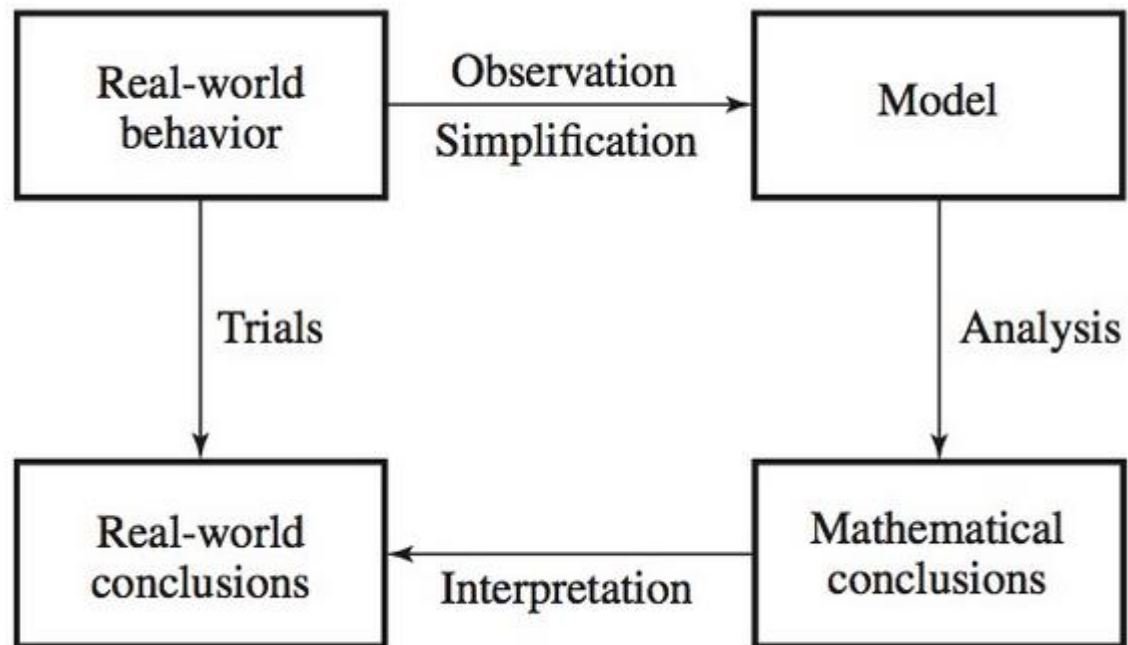 Real-world
behavior
Observation
Simplification
Model
Trials
Analysis
Real-world
conclusions
Interpretation
Mathematical
conclusions